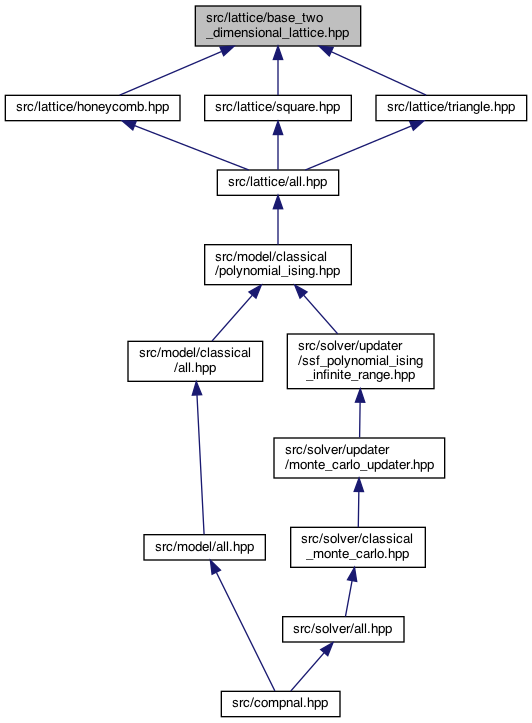 src/lattice/base_two
_dimensional_lattice.hpp
src/lattice/honeycomb.hpp
src/lattice/square.hpp
src/lattice/triangle.hpp
src/lattice/all.hpp
src/model/classical
/polynomial_ising.hpp
src/model/classical
/all.hpp
src/solver/updater
/ssf_polynomial_ising
_infinite_range.hpp
src/solver/updater
/monte_carlo_updater.hpp
src/model/all.hpp
src/solver/classical
_monte_carlo.hpp
src/solver/all.hpp
src/compnal.hpp